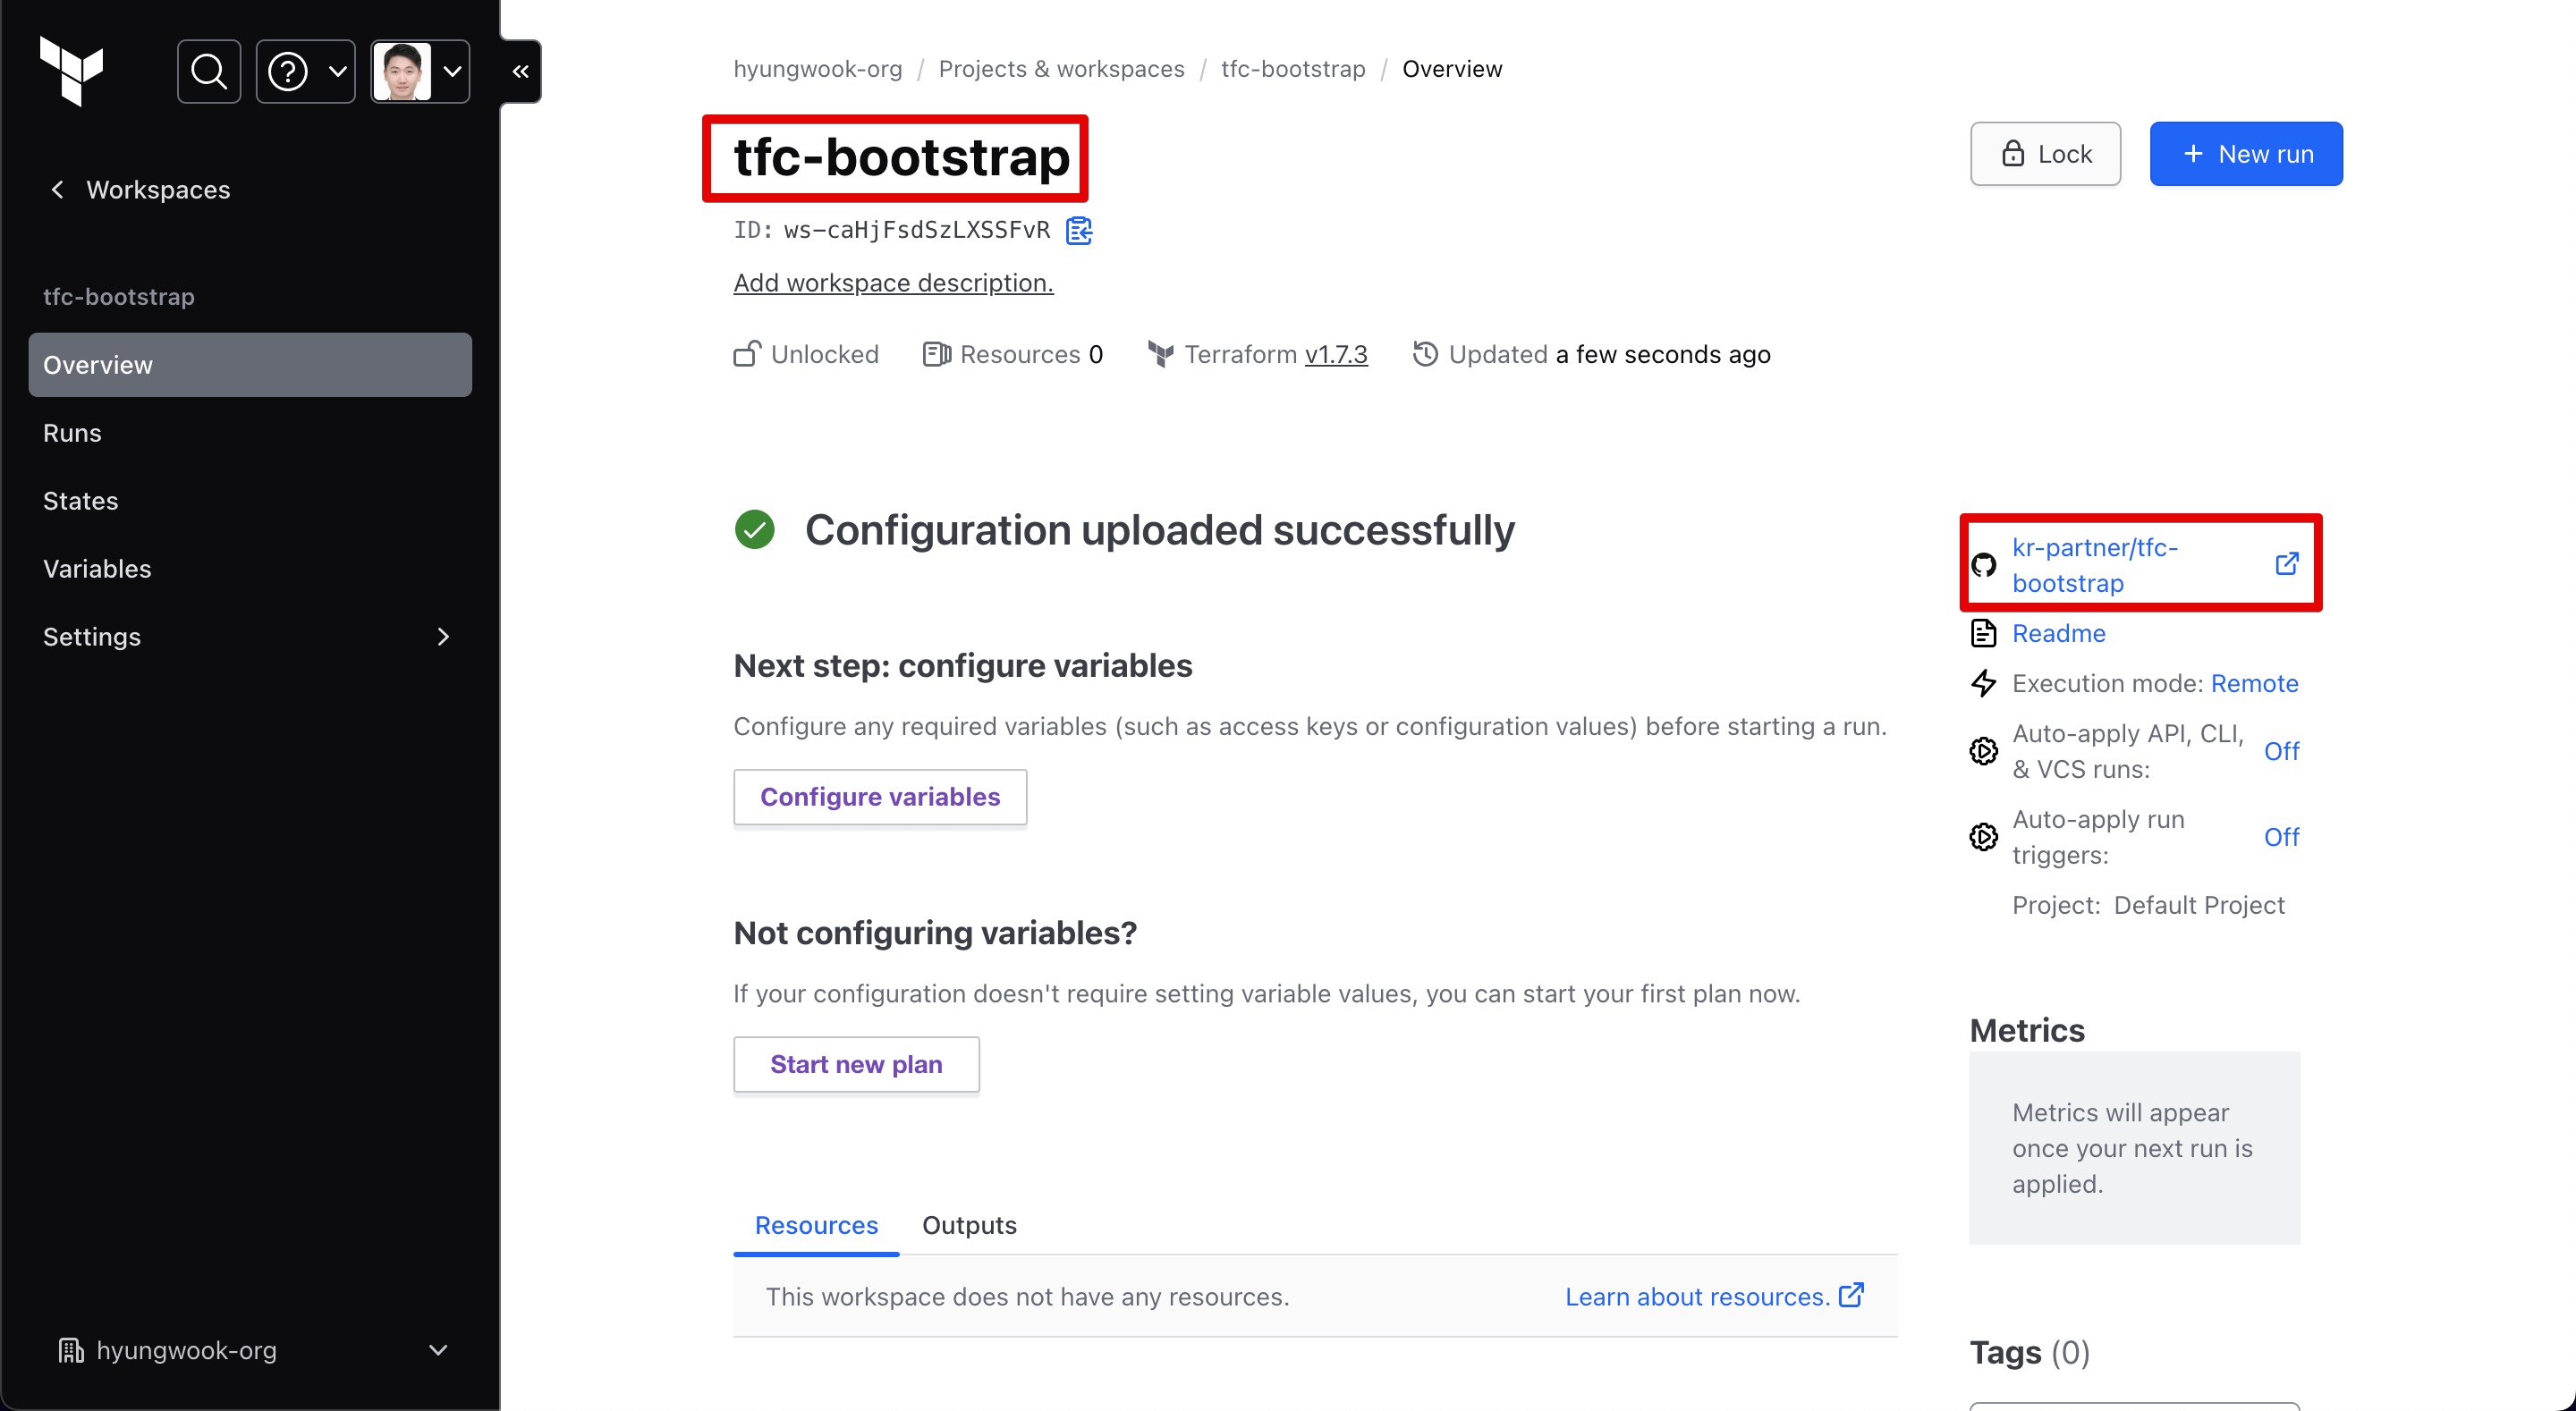 Workspaces
tfc-bootstrap
Overview
Runs
States
Variables
Settings
hyungwook-org
hyungwook-org / Projects & workspaces / tfc-bootstrap / Overview
tfc-bootstrap
Lock
+ New run
ID: ws-caHjFsdSzLXSSFvR
Add workspace description.
Unlocked Resources 0 Terraform v1.7.3 Updated a few seconds ago
Configuration uploaded successfully
Next step: configure variables
Configure any required variables (such as access keys or configuration values) before starting a run.
Configure variables
Not configuring variables?
If your configuration doesn't require setting variable values, you can start your first plan now.
Start new plan
Resources Outputs
This workspace does not have any resources. Learn about resources.
kr-partner/tfc-
bootstrap
Readme
Execution mode: Remote
Auto-apply API, CLI,
& VCS runs: Off
Auto-apply run
triggers: Off
Project: Default Project
Metrics
Metrics will appear
once your next run is
applied.
Tags (0)